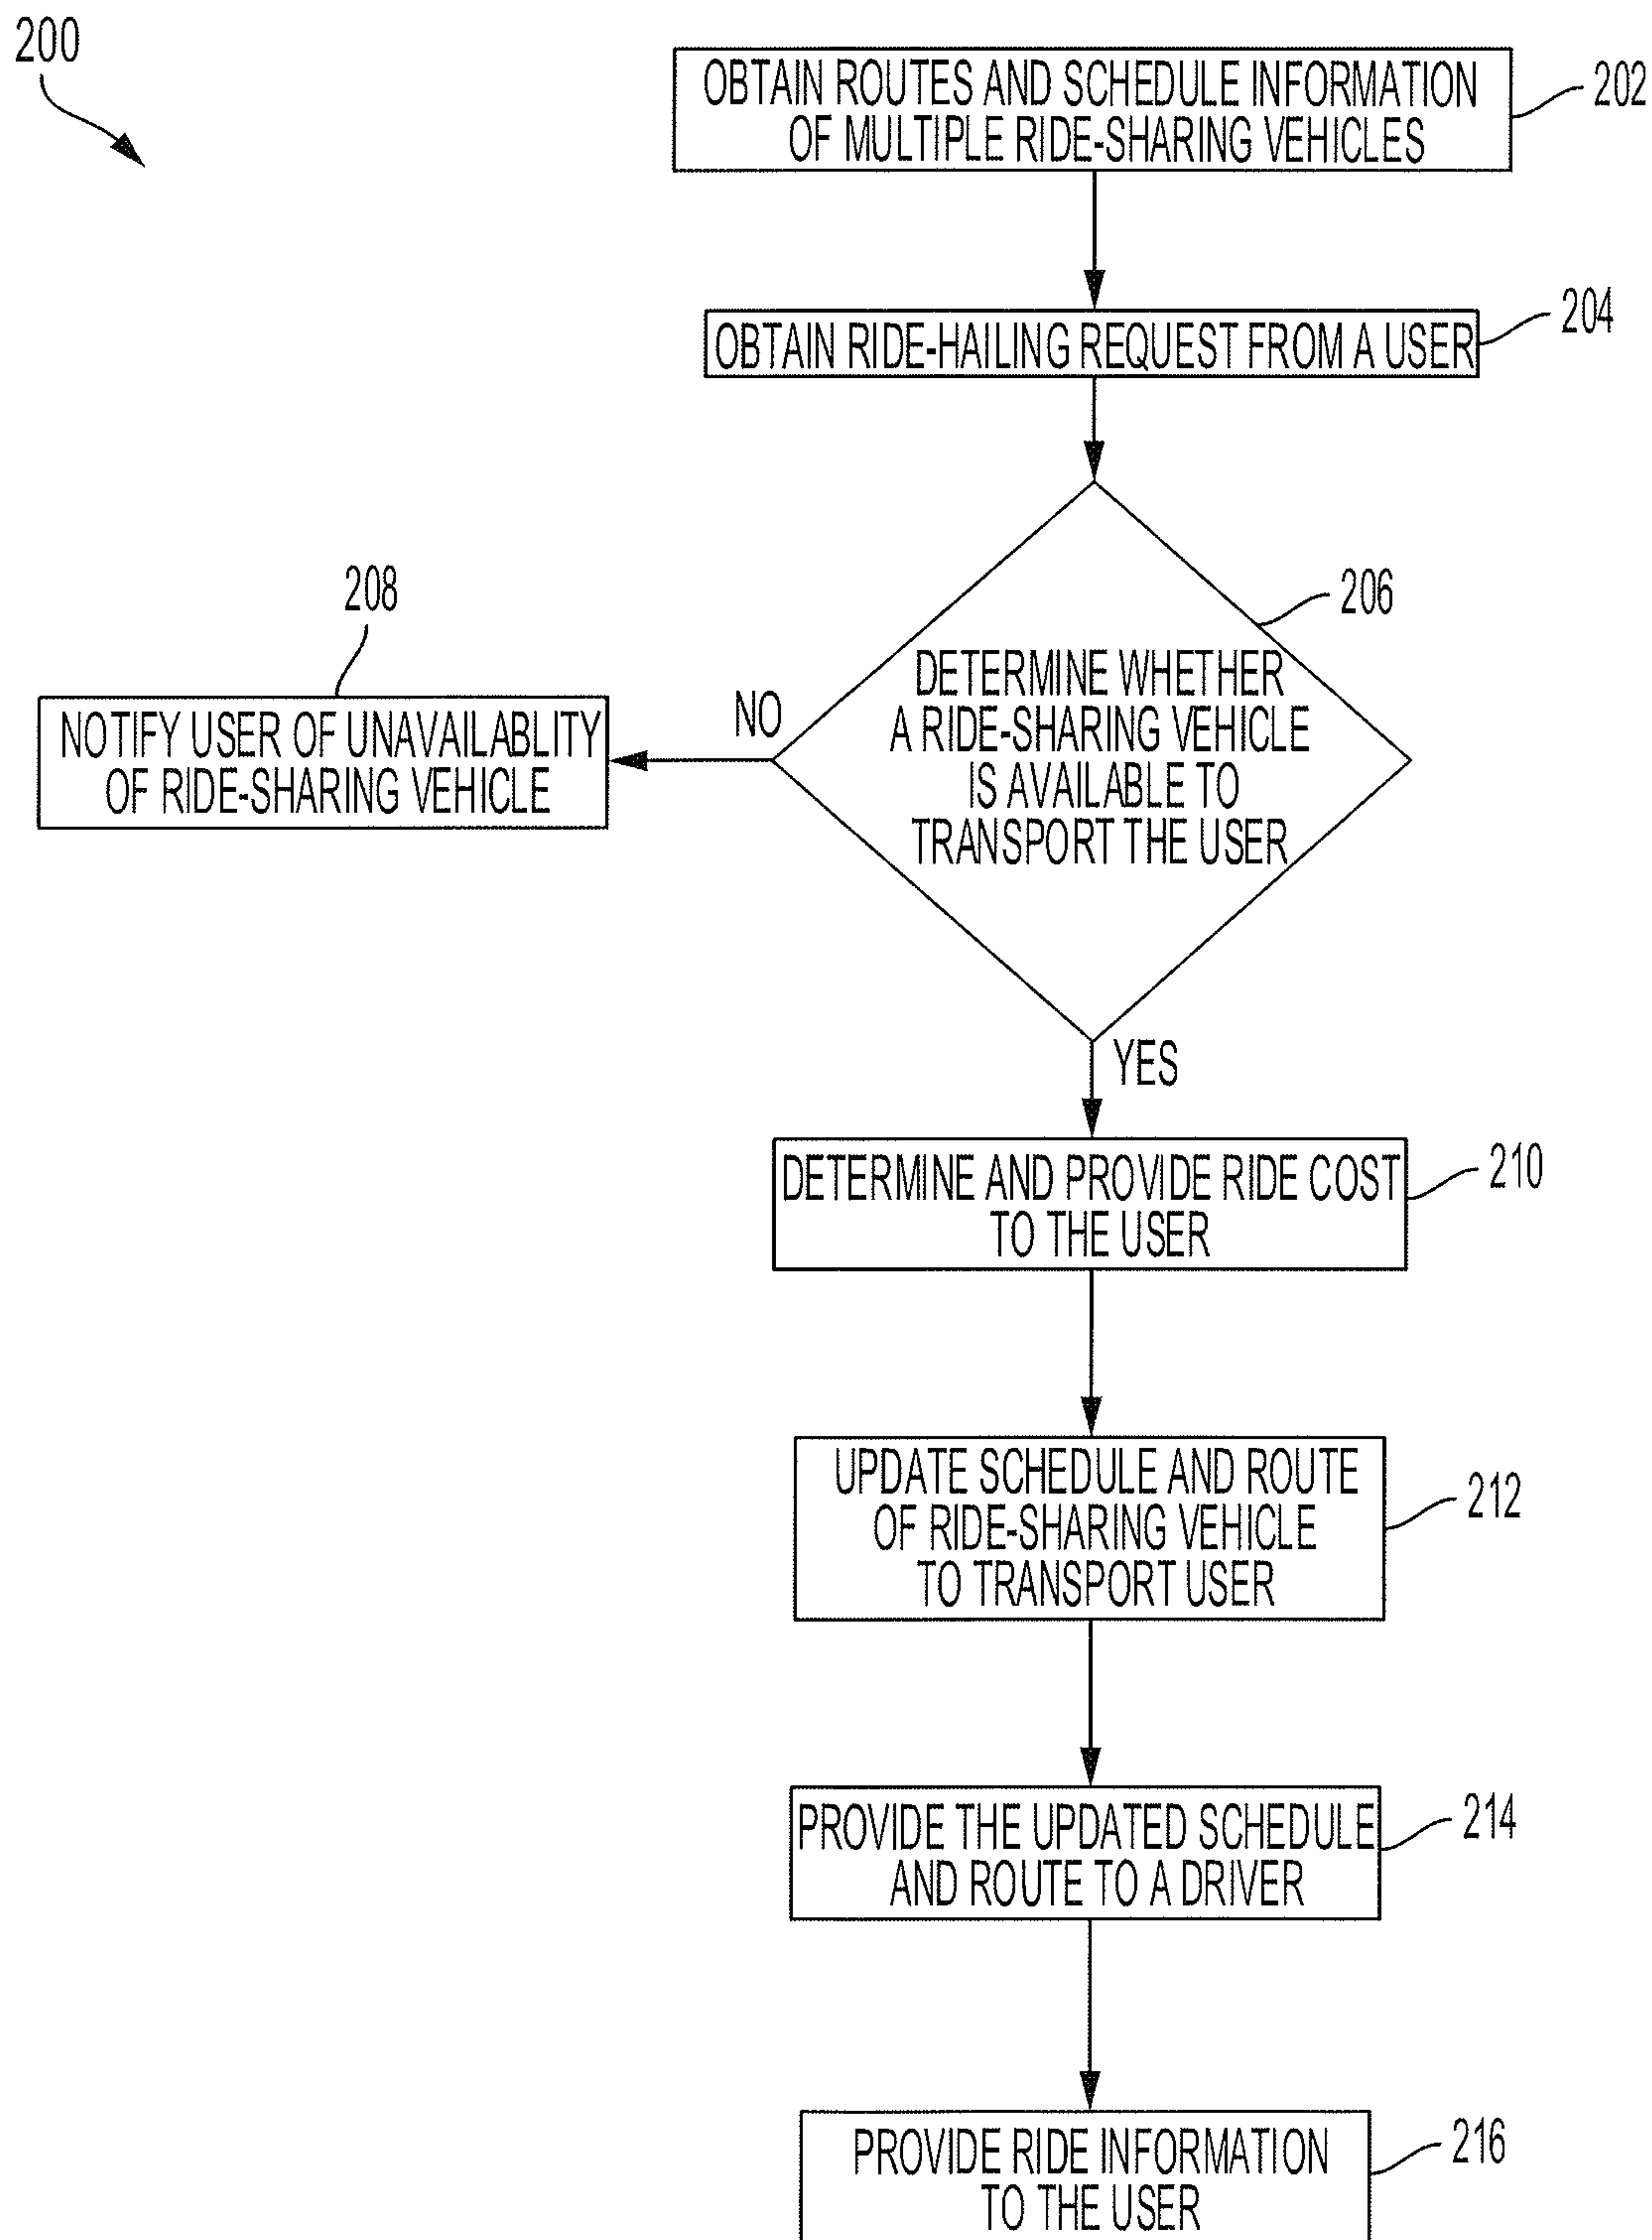 200
OBTAIN ROUTES AND SCHEDULE INFORMATION
OF MULTIPLE RIDE-SHARING VEHICLES
202
OBTAIN RIDE-HAILING REQUEST FROM A USER
204
206
DETERMINE WHETHER
A RIDE-SHARING VEHICLE
IS AVAILABLE TO
TRANSPORT THE USER
NO
208
NOTIFY USER OF UNAVAILABLITY
OF RIDE-SHARING VEHICLE
YES
DETERMINE AND PROVIDE RIDE COST
TO THE USER
210
UPDATE SCHEDULE AND ROUTE
OF RIDE-SHARING VEHICLE
TO TRANSPORT USER
212
PROVIDE THE UPDATED SCHEDULE
AND ROUTE TO A DRIVER
214
PROVIDE RIDE INFORMATION
TO THE USER
216